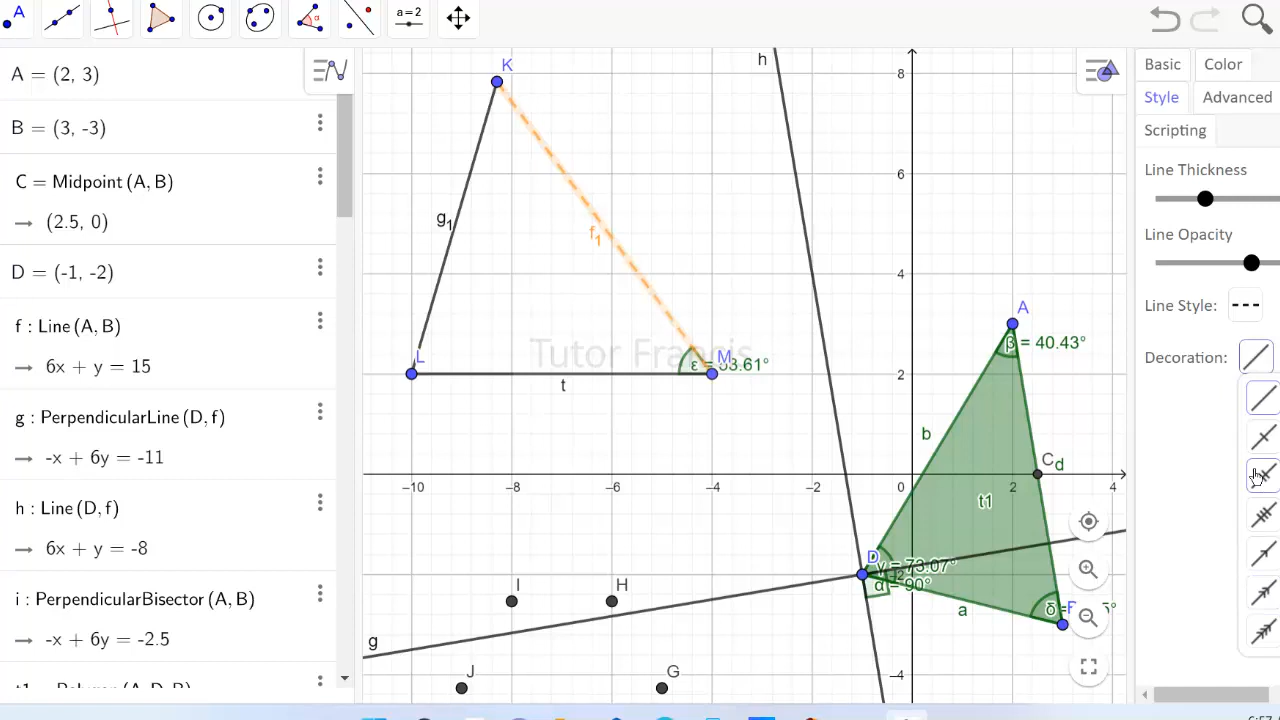 A
α
a = 2
A = (2, 3)
B = (3, -3)
C = Midpoint (A, B)
→ (2.5, 0)
D = (-1, -2)
f : Line (A, B)
→ 6x + y = 15
g : PerpendicularLine (D, f)
→ -x + 6y = -11
h : Line (D, f)
→ 6x + y = -8
i : PerpendicularBisector (A, B)
→ -x + 6y = -2.5
K
h
8
6
4
2
g₁
f₁
L
M
t
Tutor Francis
A
β = 40.43°
b
C
d
t1
-10
-8
-6
-4
-2
0
2
4
D
γ = 73.07°
α = 90°
a
I
H
g
J
G
-4
Basic
Color
Style
Advanced
Scripting
Line Thickness
Line Opacity
Line Style:
Decoration: